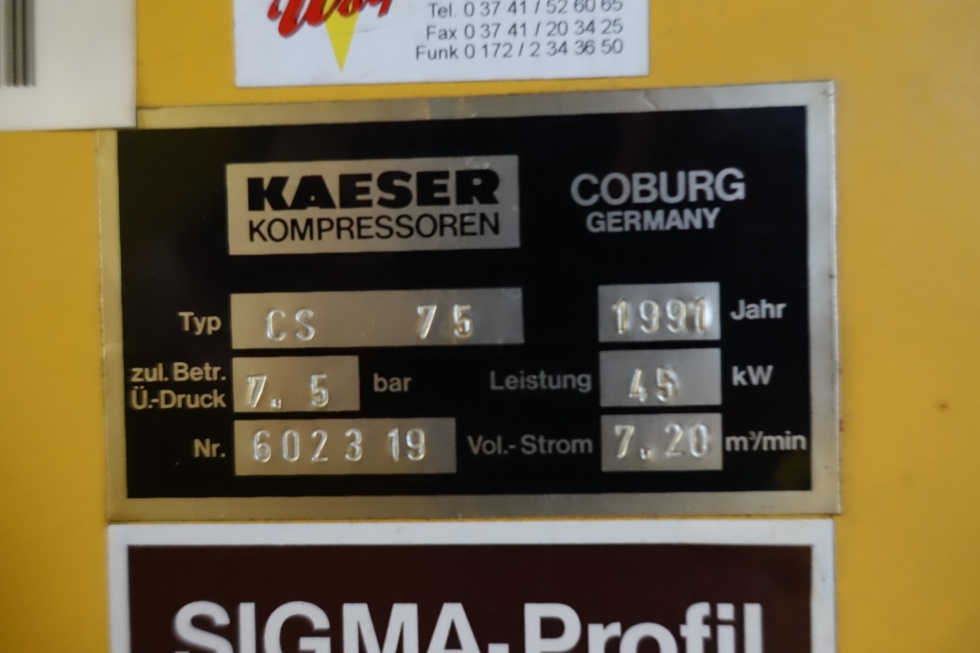 Tel. 0 37 41 / 52 60 65
Fax 0 37 41 / 20 34 25
Funk 0 172 / 2 34 36 50
KAESER
KOMPRESSOREN
COBURG
GERMANY
Typ CS 75 1991 Jahr
zul. Betr.
Ü.-Druck 7.5 bar Leistung 45 kW
Nr. 602319 Vol.-Strom 7.20 m³/min
SIGMA-Profil